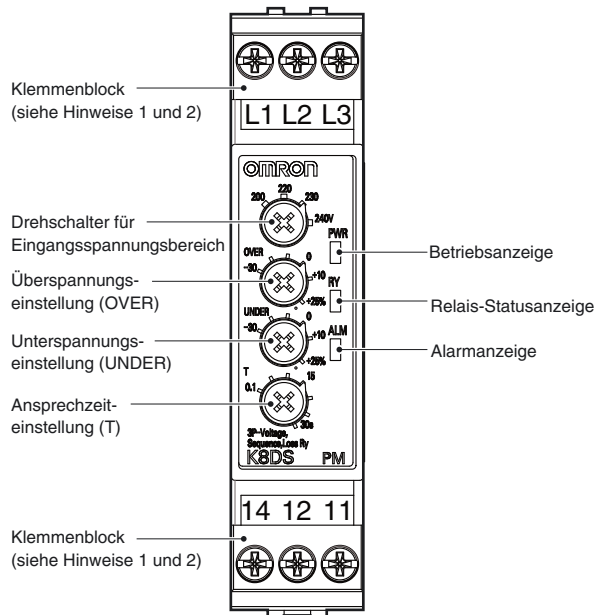 Klemmenblock
(siehe Hinweise 1 und 2)
L1 L2 L3
OMRON
200 220 230 240V
PWR
Drehschalter für
Eingangsspannungsbereich
Betriebsanzeige
OVER
-30 0 +10 +25%
RY
Überspannungs-
einstellung (OVER)
Relais-Statusanzeige
UNDER
-30 0 +10 +25%
ALM
Unterspannungs-
einstellung (UNDER)
Alarmanzeige
T
0.1 15 30s
Ansprechzeit-
einstellung (T)
3P-Voltage,
Sequence,Loss Ry
K8DS PM
14 12 11
Klemmenblock
(siehe Hinweise 1 und 2)